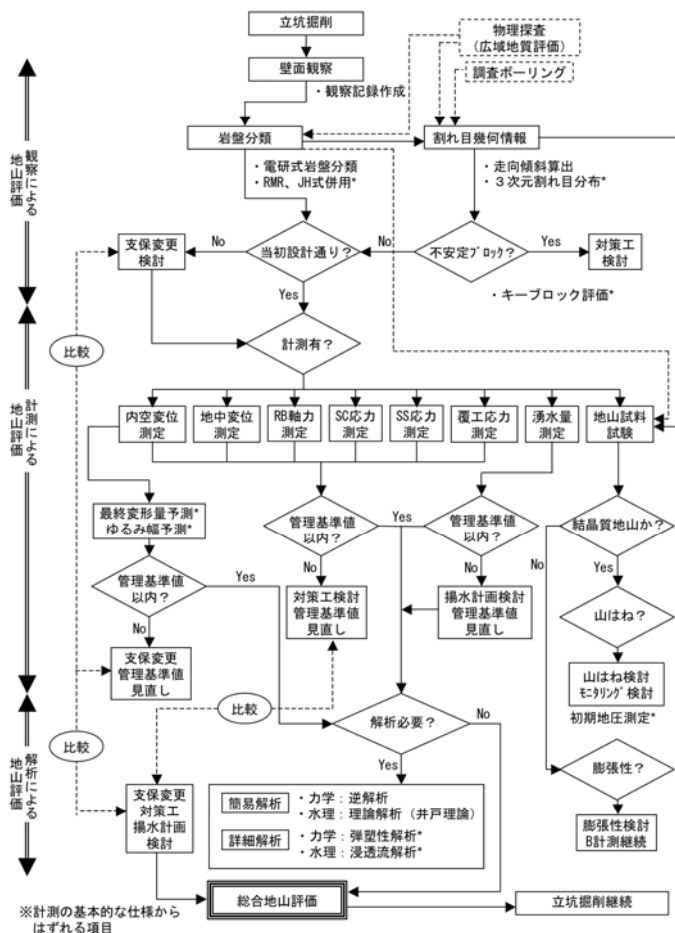 立坑掘削
物理探査
(広域地質評価)
壁面観察
調査ボーリング
・観察記録作成
岩盤分類
割れ目幾何情報
・電研式岩盤分類
・RMR、JH式併用*
・走向傾斜算出
・３次元割れ目分布*
観察による
地山評価
支保変更
検討
No
当初設計通り？
No
不安定ブロック？
Yes
対策工
検討
Yes
・キーブロック評価*
比較
計測有？
計測による
地山評価
内空変位
測定
地中変位
測定
RB軸力
測定
SC応力
測定
SS応力
測定
覆工応力
測定
湧水量
測定
地山試料
試験
最終変形量予測*
ゆるみ幅予測*
管理基準値
以内？
Yes
管理基準値
以内？
結晶質地山か？
管理基準値
以内？
Yes
No
No
No
Yes
対策工検討
管理基準値
見直し
揚水計画検討
管理基準値
見直し
山はね？
No
支保変更
管理基準値
見直し
山はね検討
モニタリング検討
初期地圧測定*
比較
解析必要？
No
比較
Yes
膨張性？
解析による
地山評価
支保変更
対策工
揚水計画
検討
簡易解析
・力学：逆解析
・水理：理論解析（井戸理論）
詳細解析
・力学：弾塑性解析*
・水理：浸透流解析*
膨張性検討
B計測継続
総合地山評価
立坑掘削継続
※計測の基本的な仕様から
はずれる項目